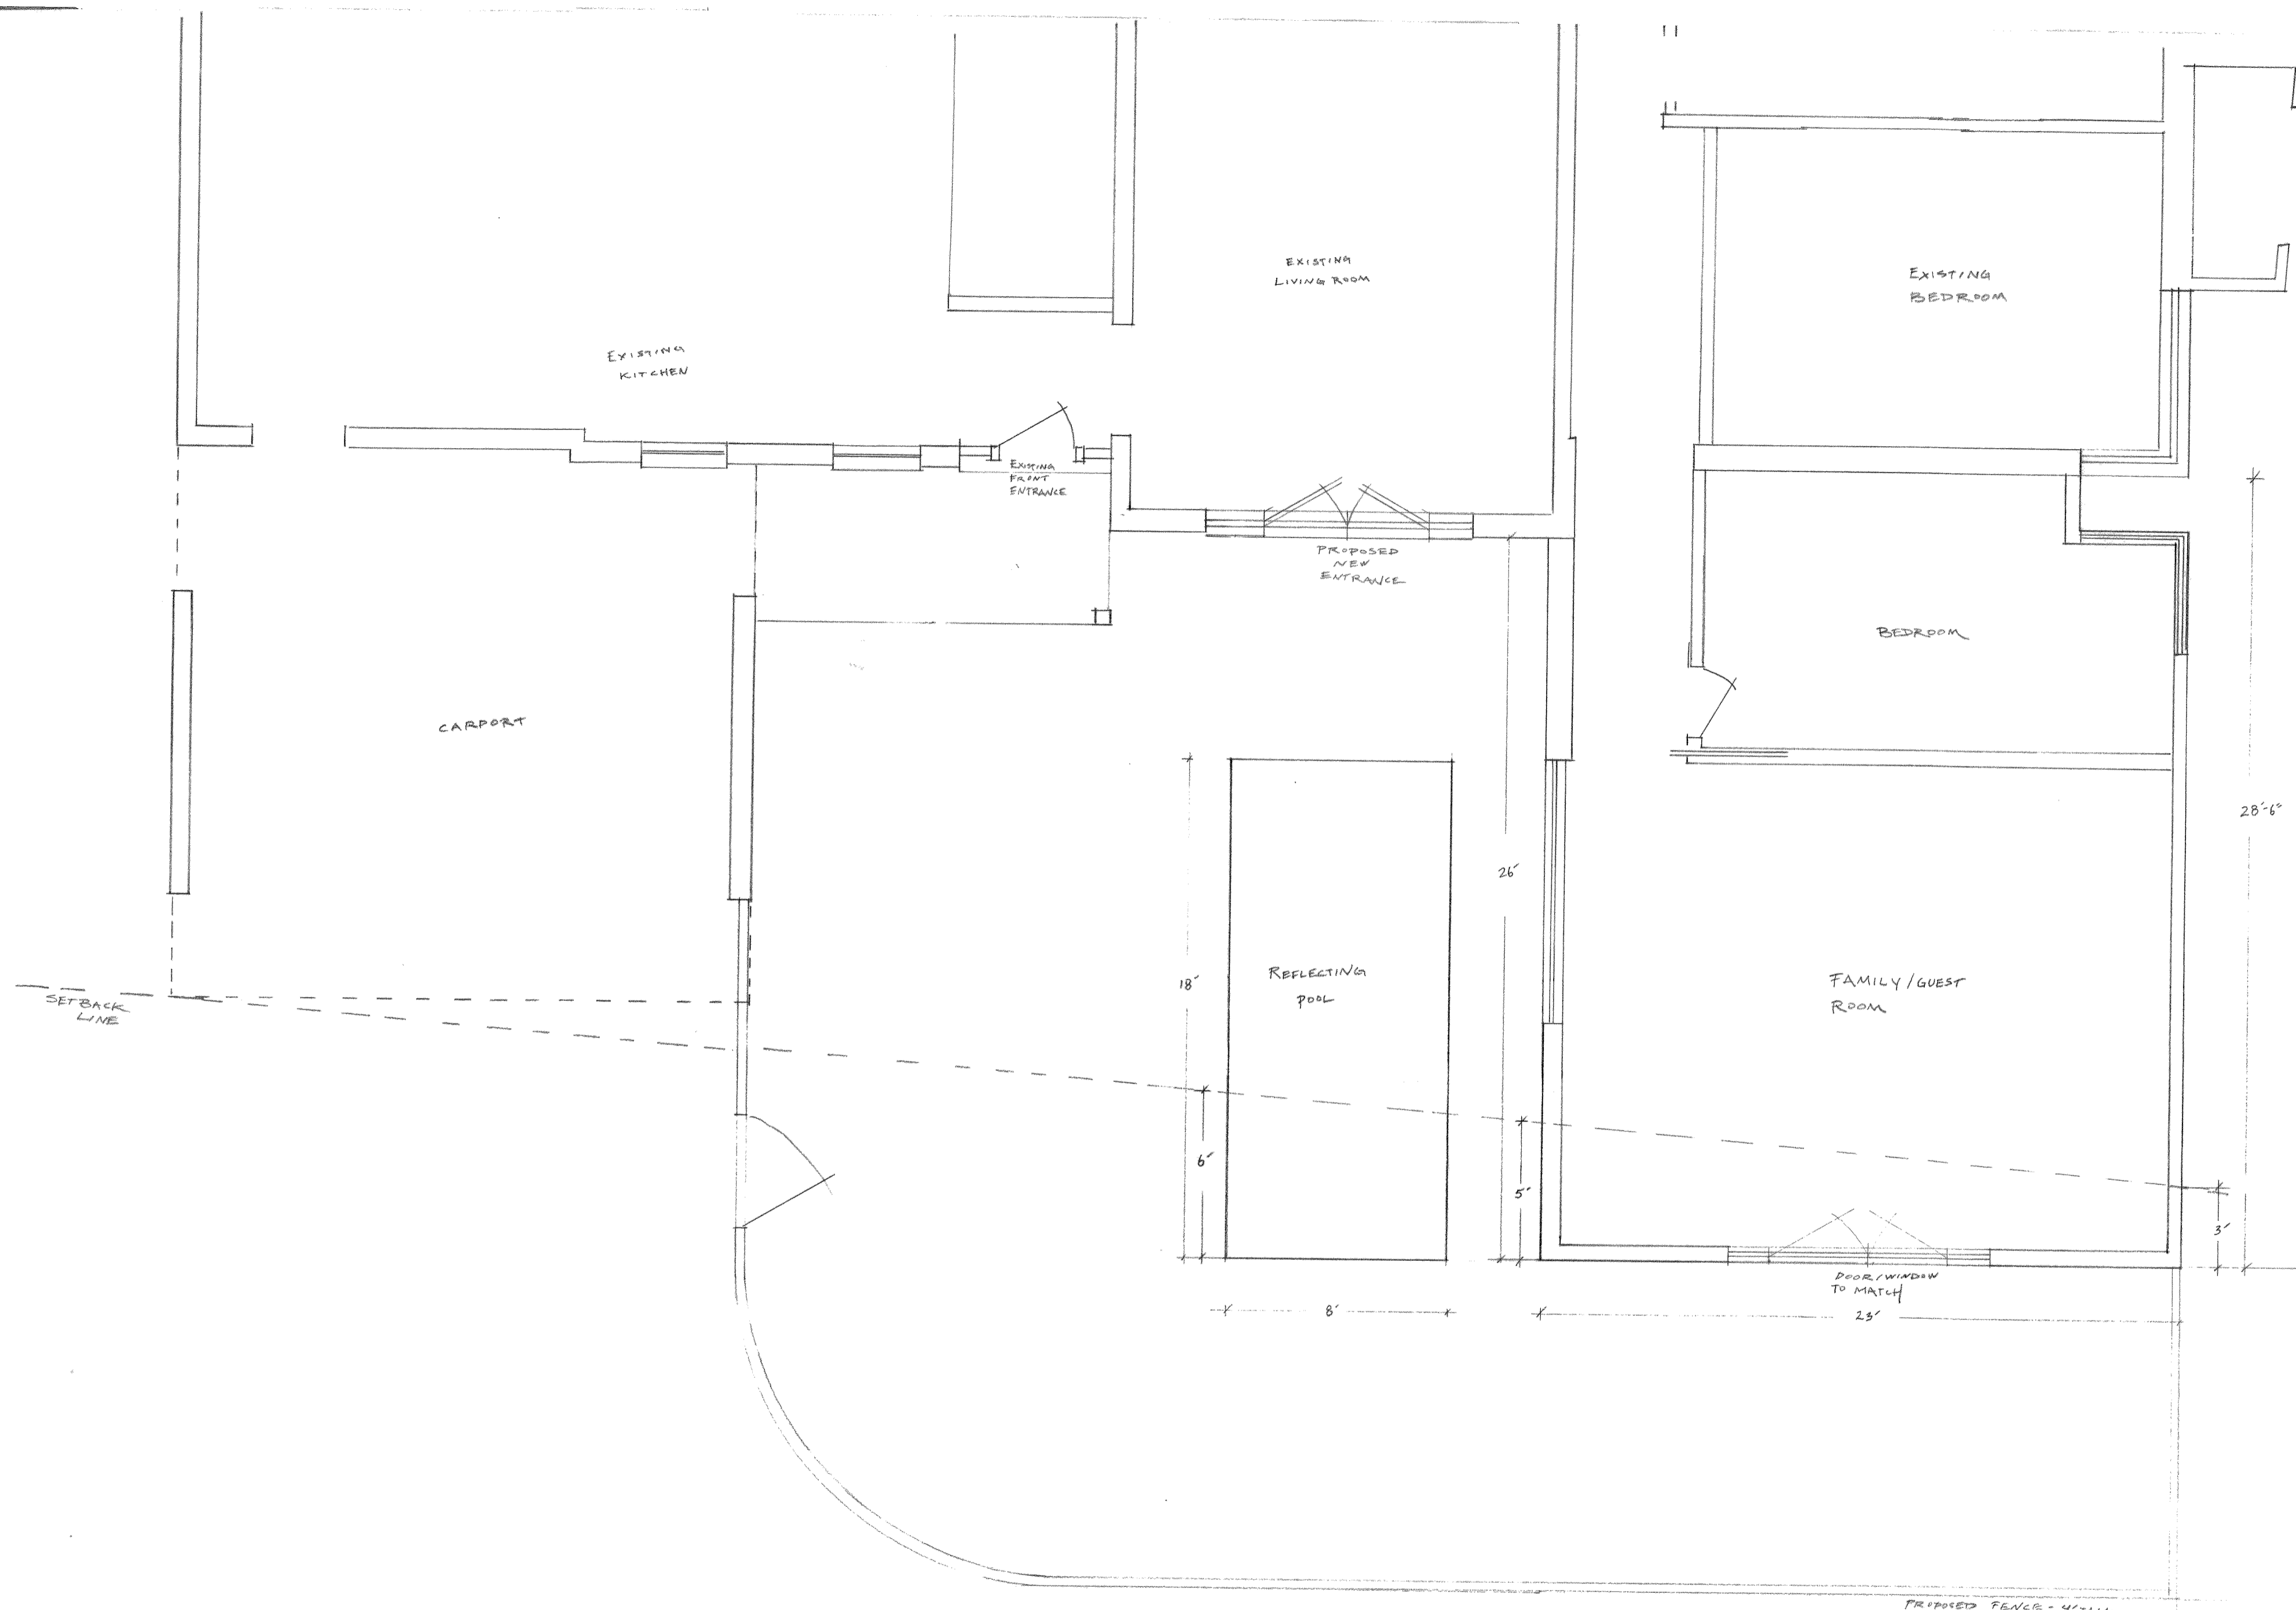 EXISTING
LIVING ROOM
EXISTING
BEDROOM
EXISTING
KITCHEN
EXISTING
FRONT
ENTRANCE
PROPOSED
NEW
ENTRANCE
BEDROOM
CARPORT
28'-6"
26'
18'
REFLECTING
POOL
FAMILY/GUEST
ROOM
SETBACK
LINE
6'
5'
3'
DOOR/WINDOW
TO MATCH
8'
23'
PROPOSED FENCE -